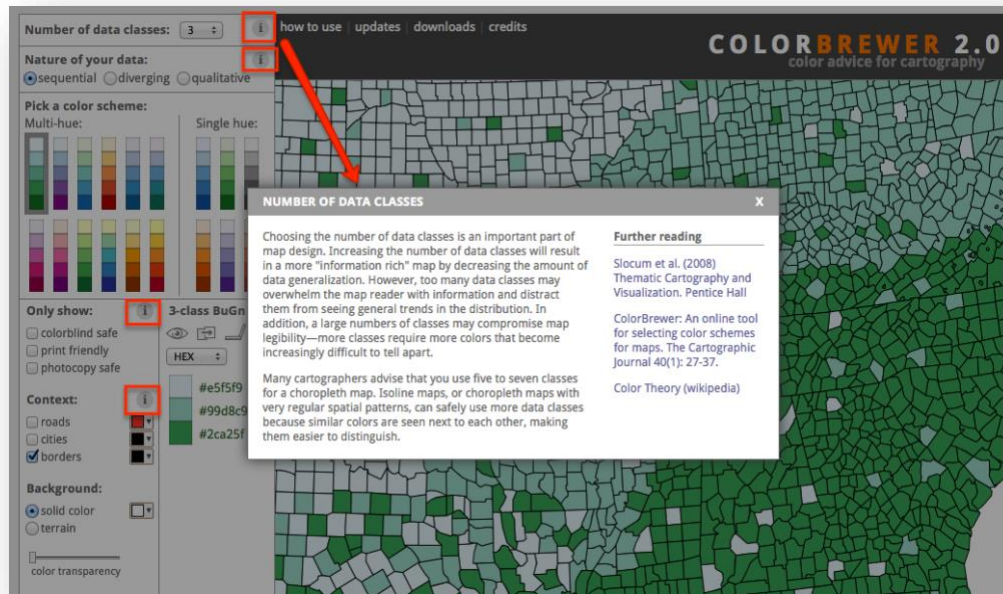 Number of data classes: 3
i
how to use | updates | downloads | credits
COLORBREWER 2.0
color advice for cartography
Nature of your data:
i
sequential diverging qualitative
Pick a color scheme:
Multi-hue:
Single hue:
NUMBER OF DATA CLASSES
X
Choosing the number of data classes is an important part of
map design. Increasing the number of data classes will result
in a more "information rich" map by decreasing the amount of
data generalization. However, too many data classes may
overwhelm the map reader with information and distract
them from seeing general trends in the distribution. In
addition, a large numbers of classes may compromise map
legibility—more classes require more colors that become
increasingly difficult to tell apart.
Many cartographers advise that you use five to seven classes
for a choropleth map. Isoline maps, or choropleth maps with
very regular spatial patterns, can safely use more data classes
because similar colors are seen next to each other, making
them easier to distinguish.
Further reading
Slocum et al. (2008)
Thematic Cartography and
Visualization. Pentice Hall
ColorBrewer: An online tool
for selecting color schemes
for maps. The Cartographic
Journal 40(1): 27-37.
Color Theory (wikipedia)
Only show:
i
colorblind safe
print friendly
photocopy safe
3-class BuGn
HEX
#e5f5f9
#99d8c9
#2ca25f
Context:
i
roads
cities
borders
Background:
solid color
terrain
color transparency